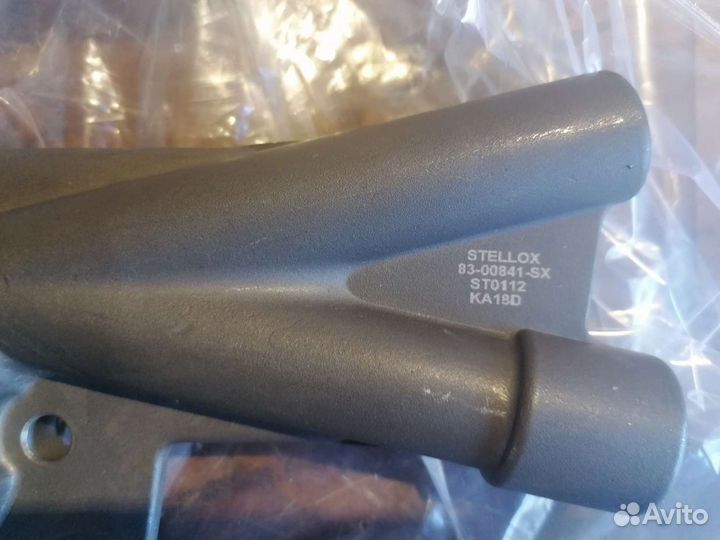 STELLOX
83-00841-SX
ST0112
KA18D
Avito